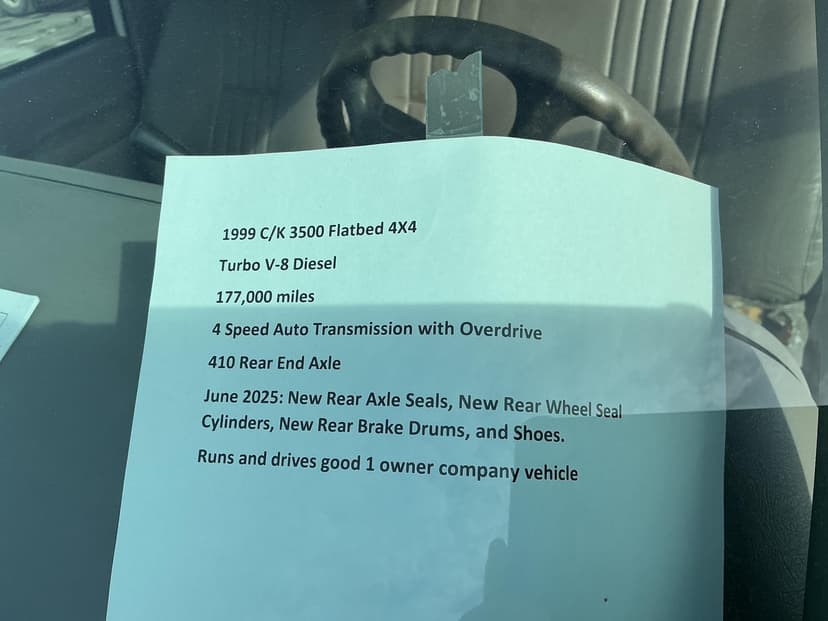 1999 C/K 3500 Flatbed 4X4
Turbo V-8 Diesel
177,000 miles
4 Speed Auto Transmission with Overdrive
410 Rear End Axle
June 2025: New Rear Axle Seals, New Rear Wheel Seal
Cylinders, New Rear Brake Drums, and Shoes.
Runs and drives good 1 owner company vehicle